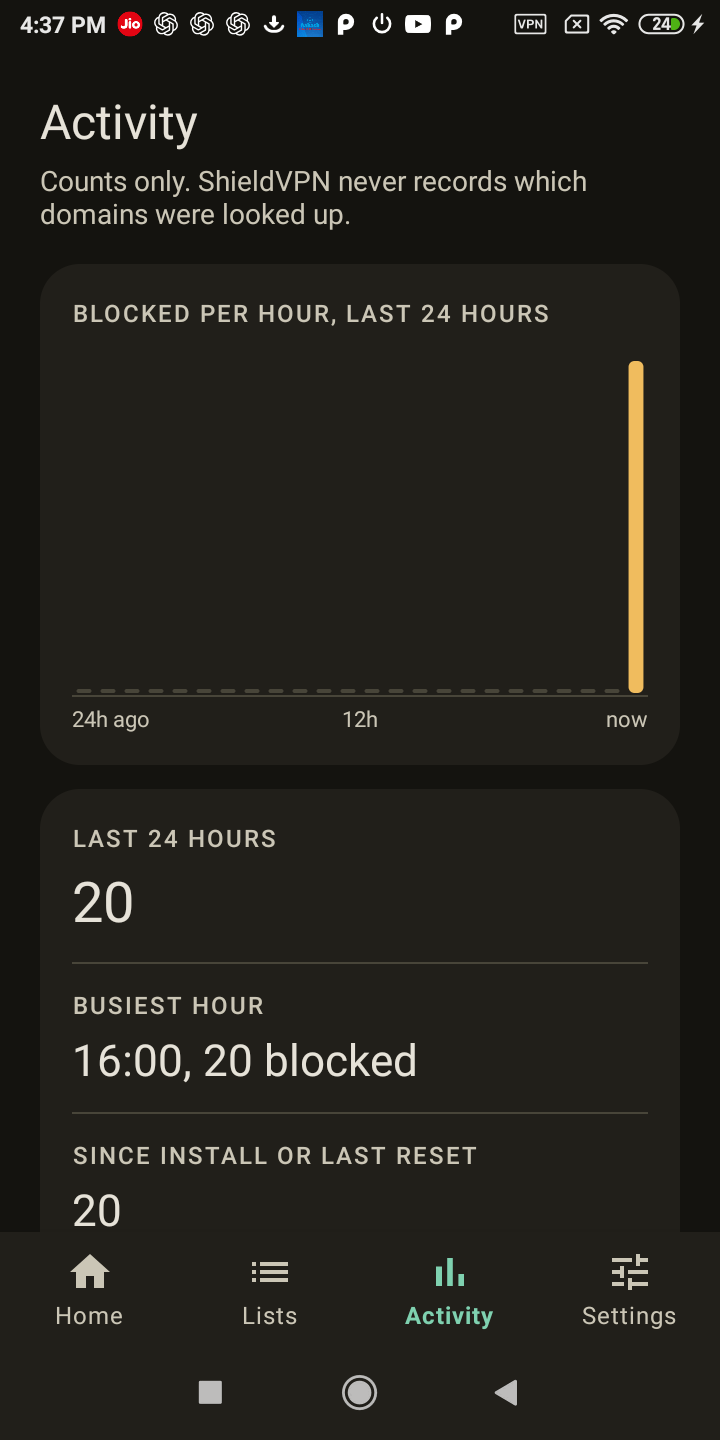 4:37 PM Jio VPN 24
Activity
Counts only. ShieldVPN never records which
domains were looked up.
BLOCKED PER HOUR, LAST 24 HOURS
24h ago 12h now
LAST 24 HOURS
20
BUSIEST HOUR
16:00, 20 blocked
SINCE INSTALL OR LAST RESET
20
Home Lists Activity Settings